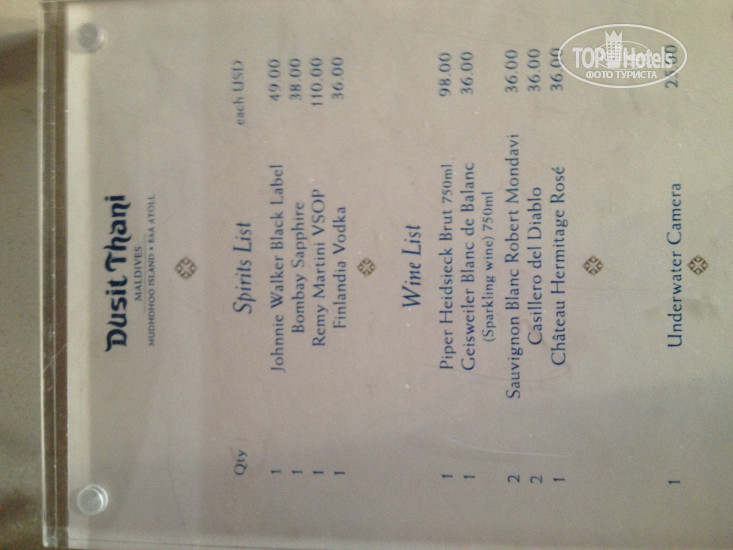 Dusit Thani
MALDIVES
MUDHDHOO ISLAND • BAA ATOLL
Qty Spirits List each USD
1 Johnnie Walker Black Label 49.00
1 Bombay Sapphire 38.00
1 Remy Martini VSOP 110.00
1 Finlandia Vodka 36.00
Wine List
1 Piper Heidsieck Brut 750ml 98.00
1 Geisweiler Blanc de Balanc 36.00
(Sparkling wine) 750ml
2 Sauvignon Blanc Robert Mondavi 36.00
2 Casillero del Diablo 36.00
1 Château Hermitage Rosé 36.00
1 Underwater Camera 25.00
TOP Hotels
ФОТО ТУРИСТА